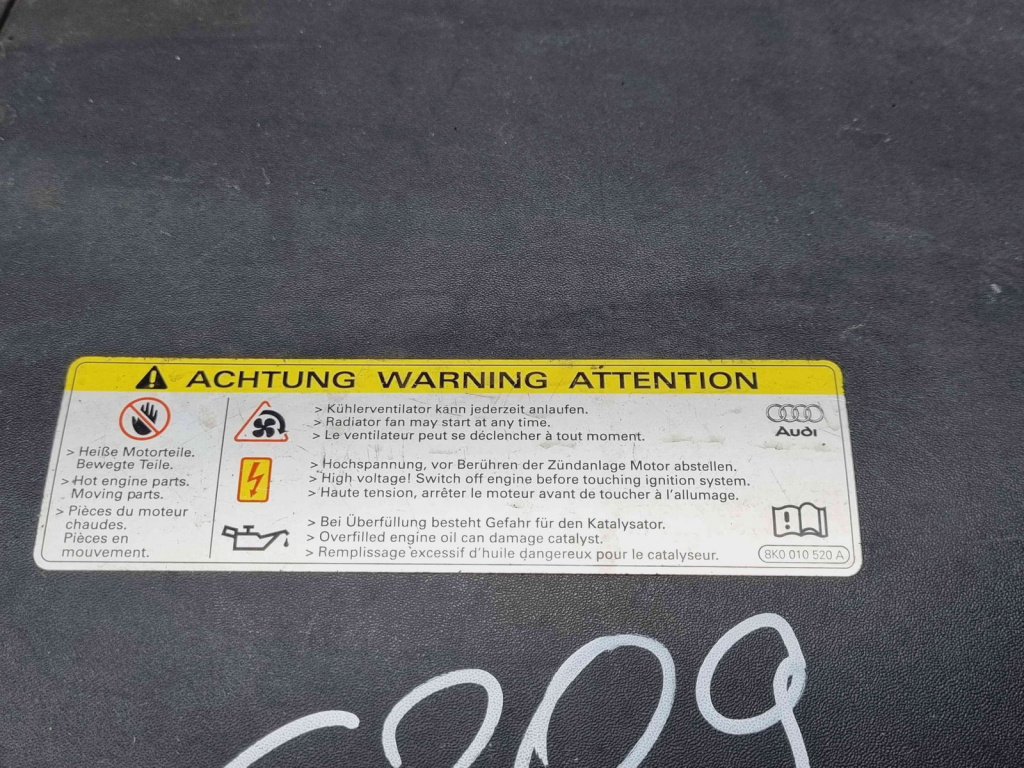 ACHTUNG WARNING ATTENTION
> Heiße Motorteile.
Bewegte Teile.
> Hot engine parts.
Moving parts.
> Pièces du moteur
chaudes.
Pièces en
mouvement.
> Kühlerventilator kann jederzeit anlaufen.
> Radiator fan may start at any time.
> Le ventilateur peut se déclencher à tout moment.
> Hochspannung, vor Berühren der Zündanlage Motor abstellen.
> High voltage! Switch off engine before touching ignition system.
> Haute tension, arrêter le moteur avant de toucher à l'allumage.
> Bei Überfüllung besteht Gefahr für den Katalysator.
> Overfilled engine oil can damage catalyst.
> Remplissage excessif d'huile dangereux pour le catalyseur.
Audi
8K0 010 520 A